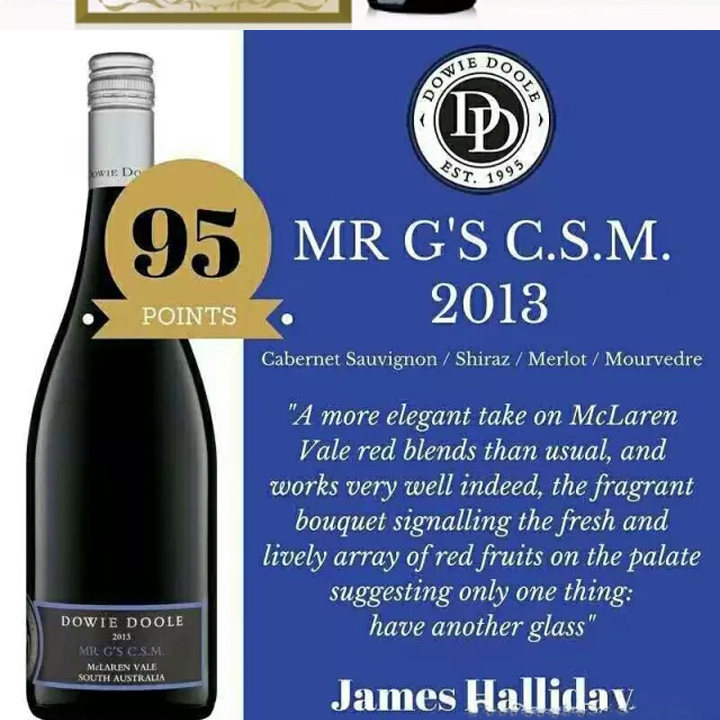 DOWIE DOOLE
DD
EST. 1995
95
POINTS
MR G'S C.S.M.
2013
Cabernet Sauvignon / Shiraz / Merlot / Mourvedre
"A more elegant take on McLaren
Vale red blends than usual, and
works very well indeed, the fragrant
bouquet signalling the fresh and
lively array of red fruits on the palate
suggesting only one thing:
have another glass"
James Halliday
DOWIE DOOLE
2013
MR G'S C.S.M.
McLAREN VALE
SOUTH AUSTRALIA